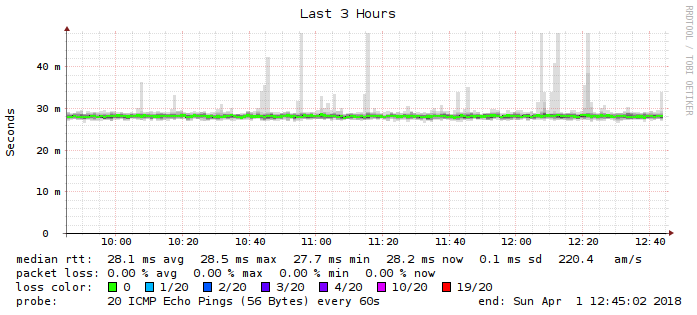 Last 3 Hours
RRDTOOL / TOBI OETIKER
Seconds
40 m
30 m
20 m
10 m
0
10:00 10:20 10:40 11:00 11:20 11:40 12:00 12:20 12:40
median rtt: 28.1 ms avg 28.5 ms max 27.7 ms min 28.2 ms now 0.1 ms sd 220.4 am/s
packet loss: 0.00 % avg 0.00 % max 0.00 % min 0.00 % now
loss color: 0 1/20 2/20 3/20 4/20 10/20 19/20
probe: 20 ICMP Echo Pings (56 Bytes) every 60s end: Sun Apr 1 12:45:02 2018